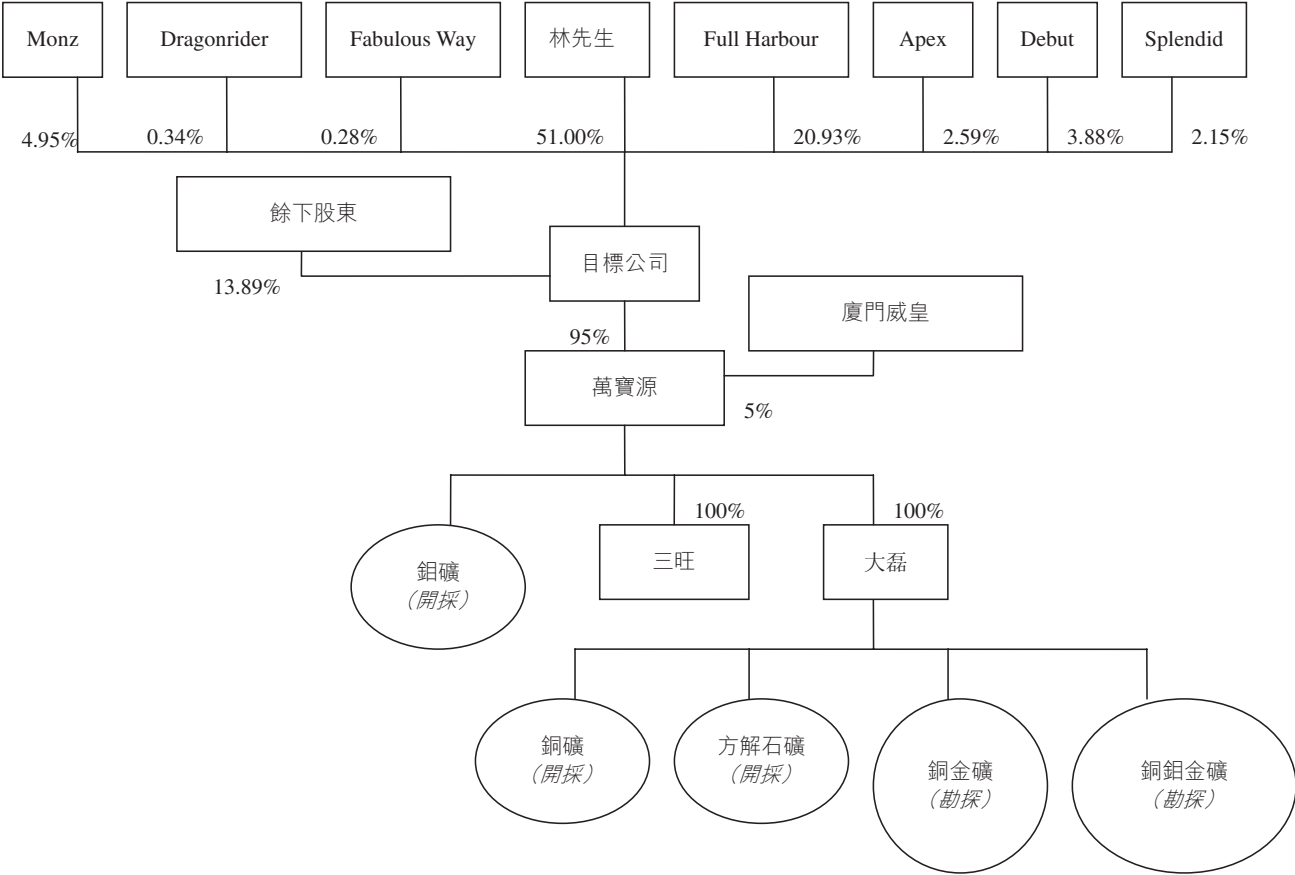 Monz
Dragonrider
Fabulous Way
林先生
Full Harbour
Apex
Debut
Splendid
4.95%
0.34%
0.28%
51.00%
20.93%
2.59%
3.88%
2.15%
餘下股東
目標公司
13.89%
廈門威皇
95%
萬寶源
5%
100%
100%
鉬礦
（開採）
三旺
大磊
銅礦
（開採）
方解石礦
（開採）
銅金礦
（勘探）
銅鉬金礦
（勘探）